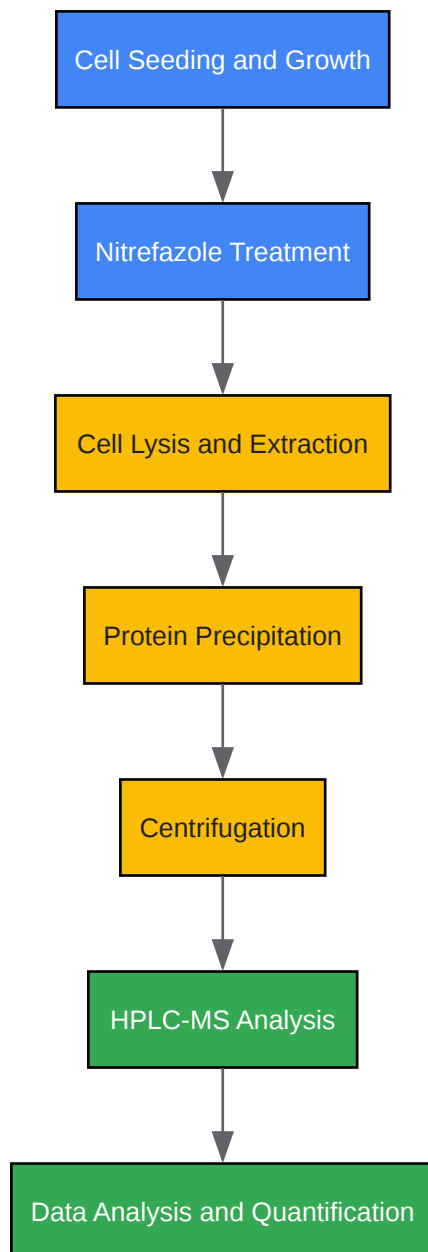 Cell Seeding and Growth
Nitrefazole Treatment
Cell Lysis and Extraction
Protein Precipitation
Centrifugation
HPLC-MS Analysis
Data Analysis and Quantification